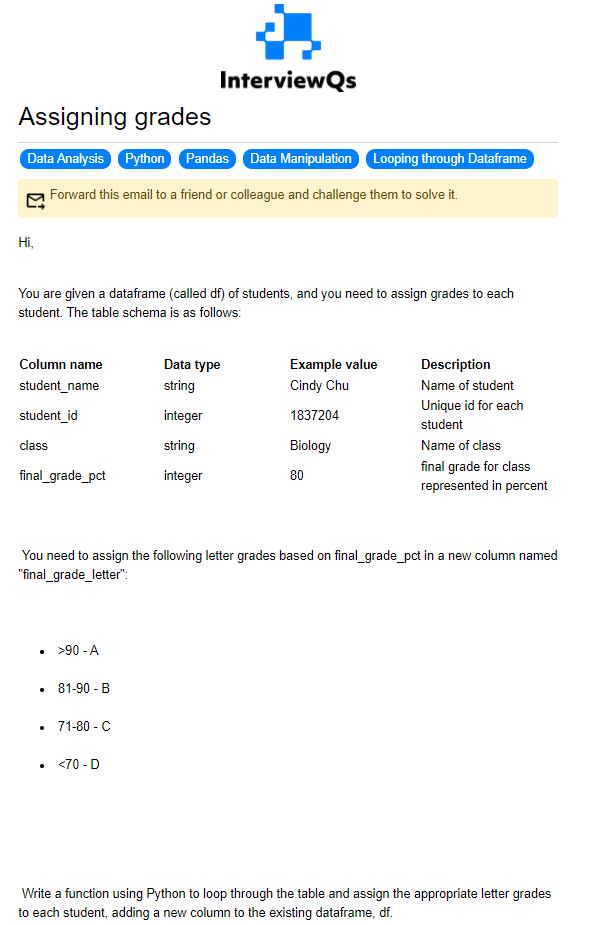 InterviewQs
Assigning grades
Data Analysis Python Pandas Data Manipulation Looping through Dataframe
Forward this email to a friend or colleague and challenge them to solve it.
Hi,
You are given a dataframe (called df) of students, and you need to assign grades to each
student. The table schema is as follows:
Column name Data type Example value Description
student_name string Cindy Chu Name of student
student_id integer 1837204 Unique id for each
student
class string Biology Name of class
final_grade_pct integer 80 final grade for class
represented in percent
You need to assign the following letter grades based on final_grade_pct in a new column named
"final_grade_letter":
• >90 - A
• 81-90 - B
• 71-80 - C
• <70 - D
Write a function using Python to loop through the table and assign the appropriate letter grades
to each student, adding a new column to the existing dataframe, df.